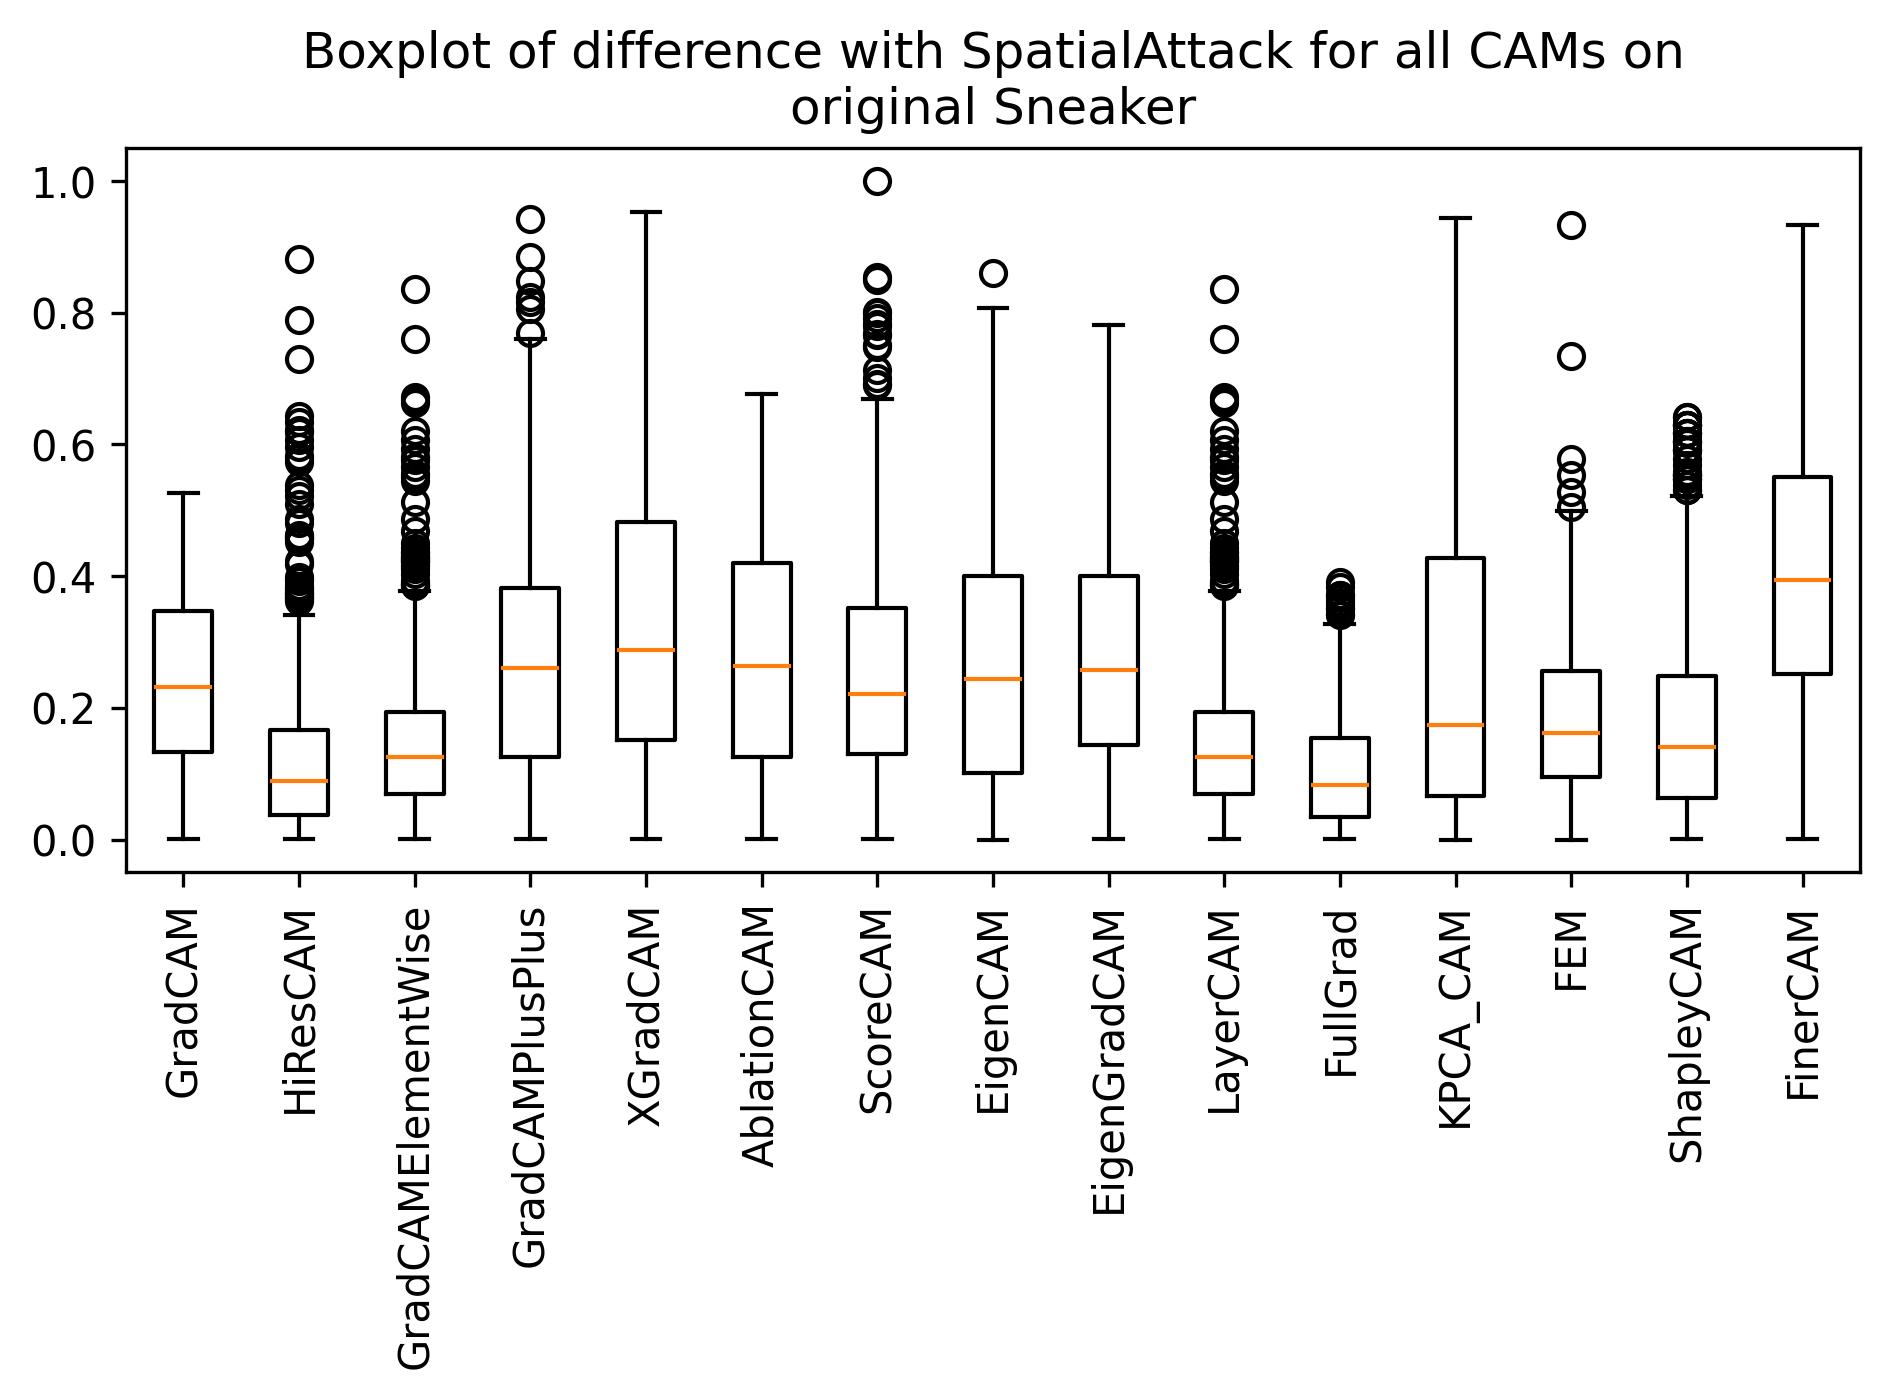 Boxplot of difference with SpatialAttack for all CAMs on
original Sneaker
1.0
0.8
0.6
0.4
0.2
0.0
GradCAM
HiResCAM
GradCAMElementWise
GradCAMPlusPlus
XGradCAM
AblationCAM
ScoreCAM
EigenCAM
EigenGradCAM
LayerCAM
FullGrad
KPCA_CAM
FEM
ShapleyCAM
FinerCAM